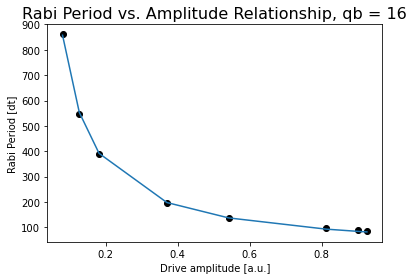 Rabi Period vs. Amplitude Relationship, qb = 16
900
800
700
600
500
400
300
200
100
Rabi Period [dt]
0.2 0.4 0.6 0.8
Drive amplitude [a.u.]